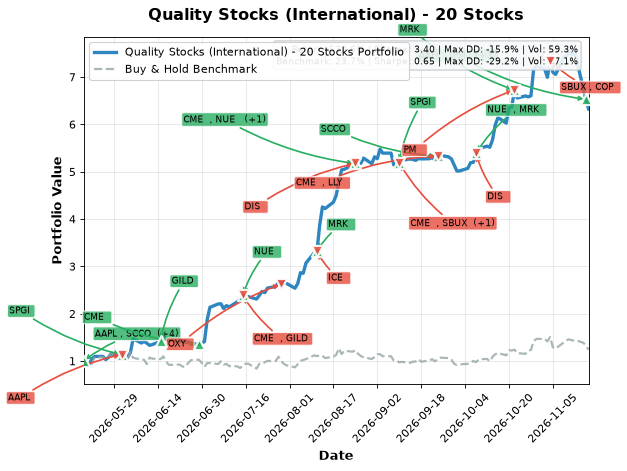 Quality Stocks (International) - 20 Stocks
MRK
Quality Stocks (International) - 20 Stocks Portfolio
Buy & Hold Benchmark
3.40 | Max DD: -15.9% | Vol: 59.3%
Benchmark: 23.7% | Sharpe: 0.65 | Max DD: -29.2% | Vol: 7.1%
SBUX, COP
SPGI
NUE, MRK
CME, NUE (+1)
SCCO
PM
CME, LLY
DIS
DIS
CME, SBUX (+1)
MRK
NUE
ICE
GILD
SPGI
CME
AAPL, SCCO (+4)
OXY
CME, GILD
AAPL
Portfolio Value
7
6
5
4
3
2
1
2026-05-29
2026-06-14
2026-06-30
2026-07-16
2026-08-01
2026-08-17
2026-09-02
2026-09-18
2026-10-04
2026-10-20
2026-11-05
Date